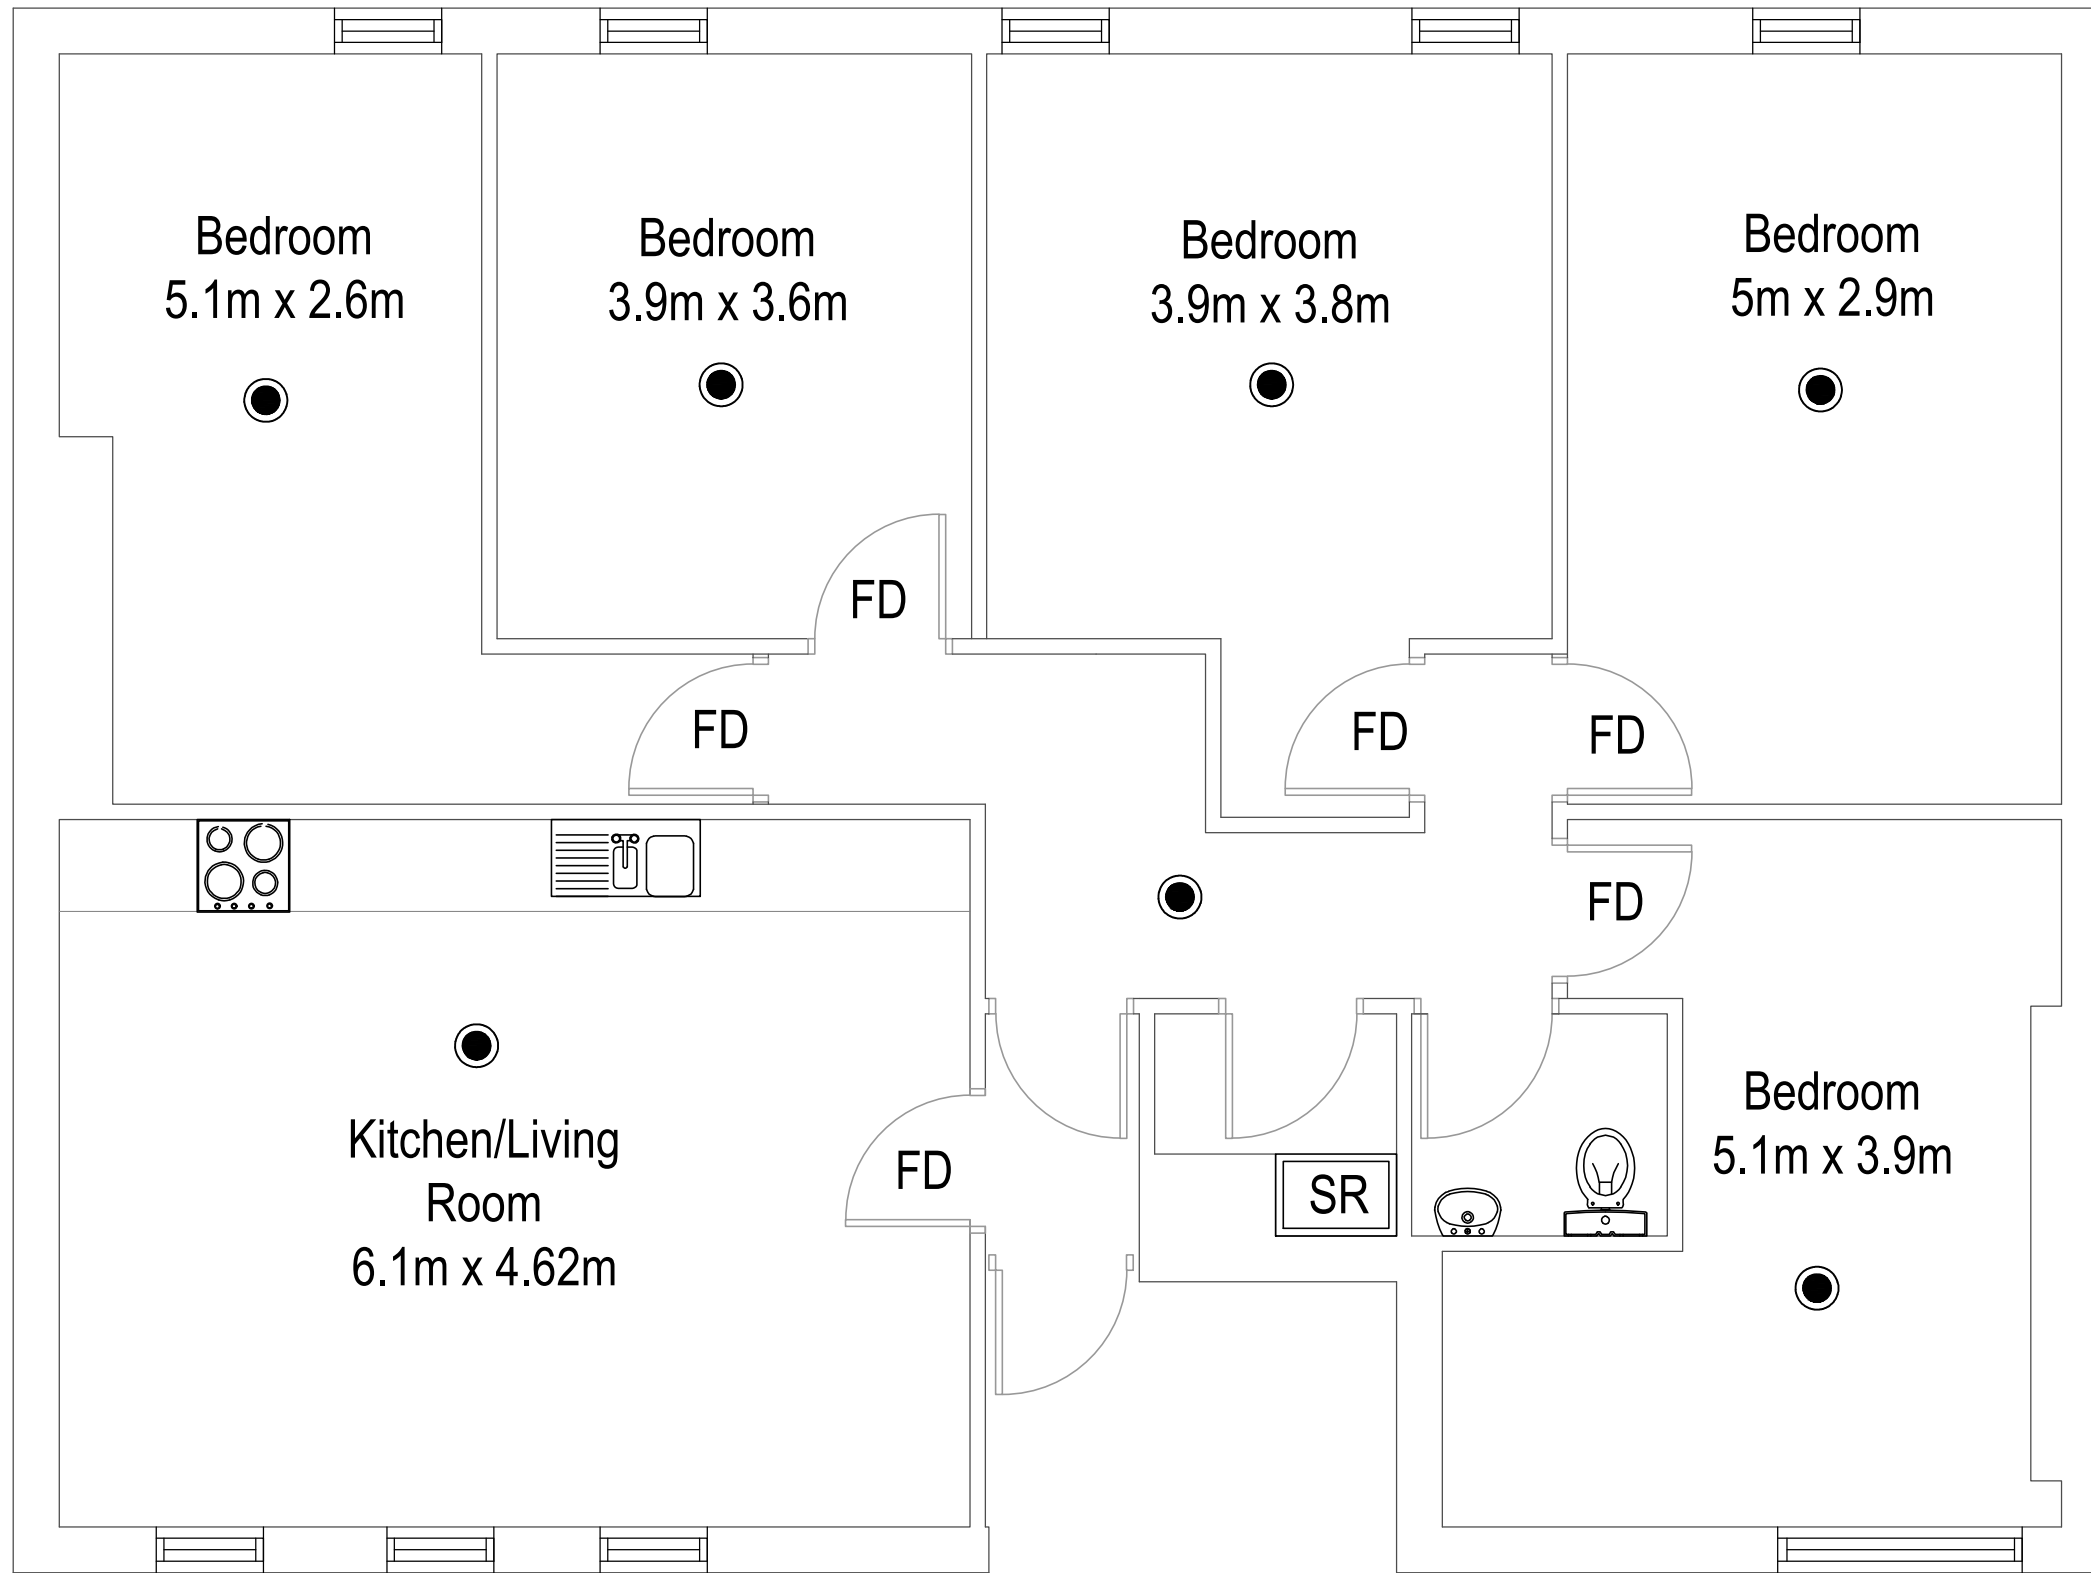 Bedroom
5.1m x 2.6m
Bedroom
3.9m x 3.6m
Bedroom
3.9m x 3.8m
Bedroom
5m x 2.9m
FD
FD
FD
FD
FD
Kitchen/Living
Room
6.1m x 4.62m
FD
SR
Bedroom
5.1m x 3.9m